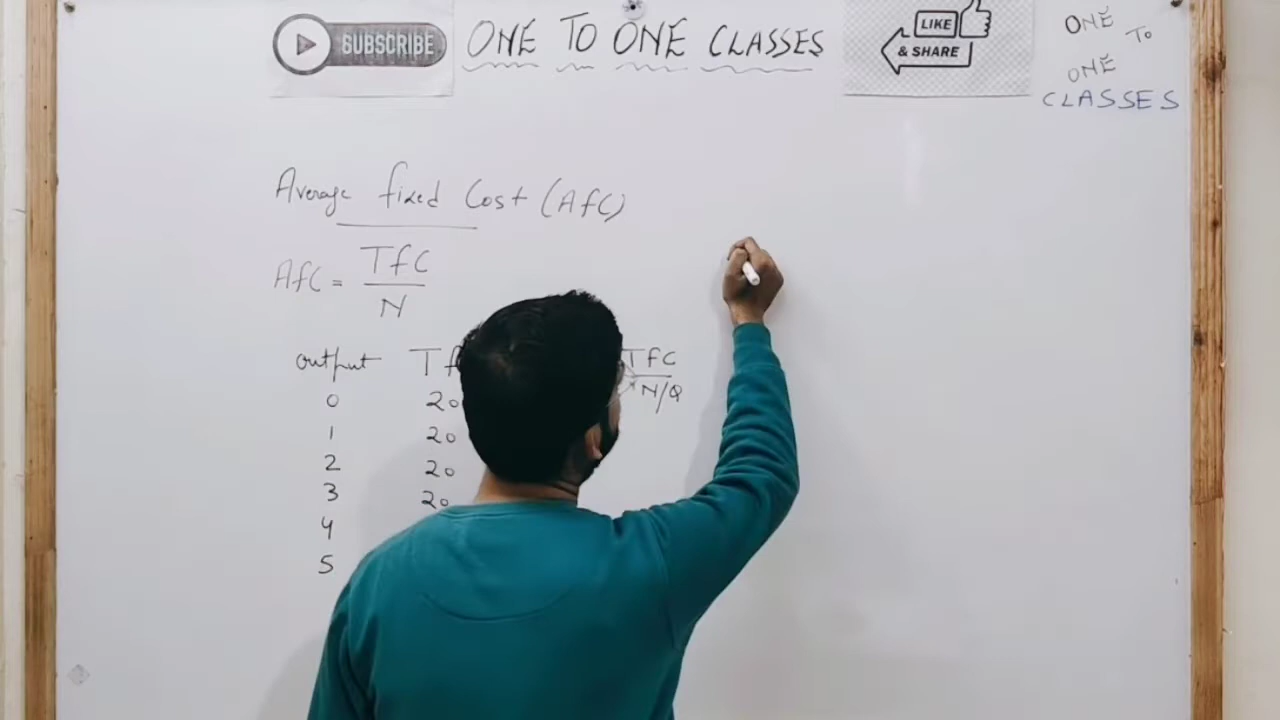 SUBSCRIBE
ONE TO ONE CLASSES
LIKE
& SHARE
ONE
TO
ONE
CLASSES
Average fixed Cost (AfC)
AfC = TfC
N
output TfC
N/Q
0 20
1 20
2 20
3 20
4
5